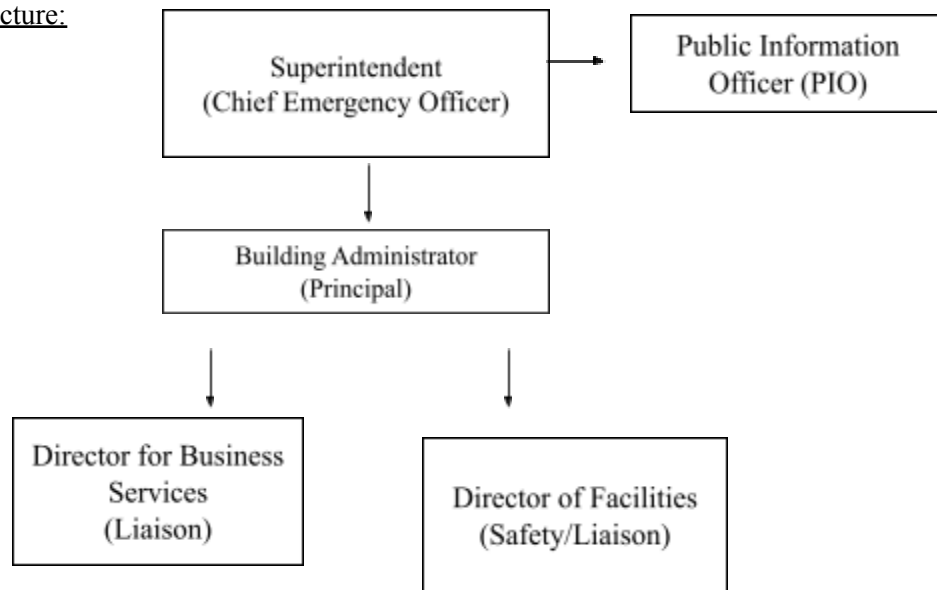 cture:
Superintendent
(Chief Emergency Officer)
Public Information
Officer (PIO)
Building Administrator
(Principal)
Director for Business
Services
(Liaison)
Director of Facilities
(Safety/Liaison)